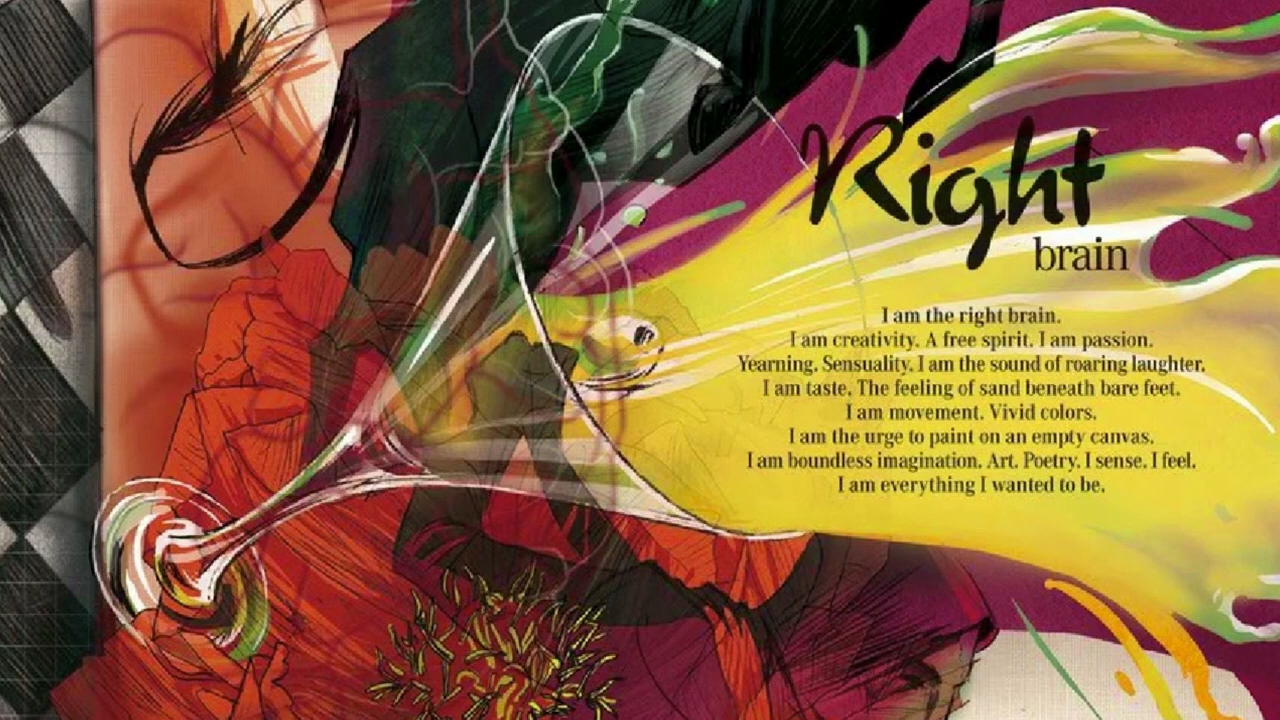 Right
brain
I am the right brain.
I am creativity. A free spirit. I am passion.
Yearning. Sensuality. I am the sound of roaring laughter.
I am taste. The feeling of sand beneath bare feet.
I am movement. Vivid colors.
I am the urge to paint on an empty canvas.
I am boundless imagination. Art. Poetry. I sense. I feel.
I am everything I wanted to be.